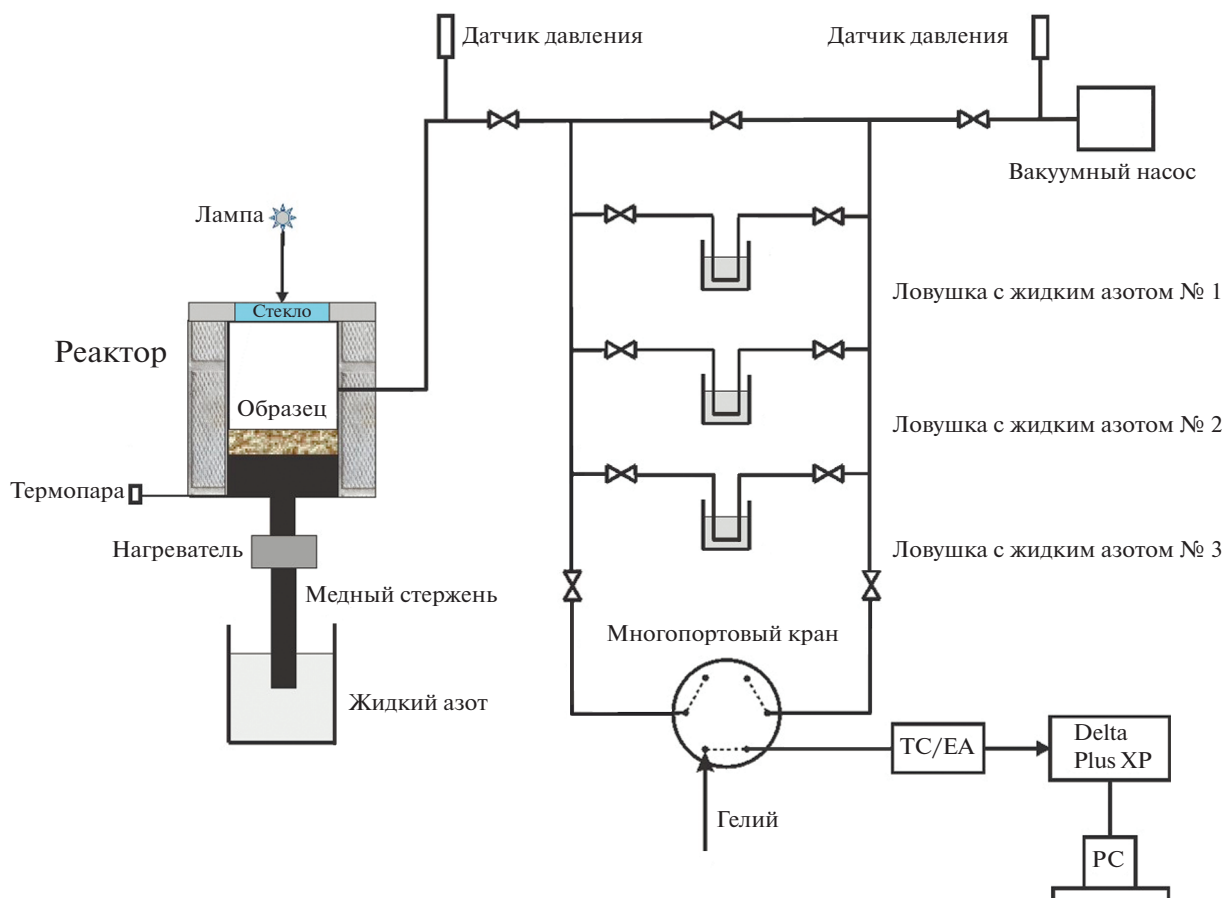 Датчик давления
Датчик давления
Вакуумный насос
Лампа
Стекло
Ловушка с жидким азотом № 1
Реактор
Образец
Ловушка с жидким азотом № 2
Термопара
Нагреватель
Ловушка с жидким азотом № 3
Медный стержень
Многопортовый кран
Жидкий азот
TC/EA
Delta
Plus XP
Гелий
PC